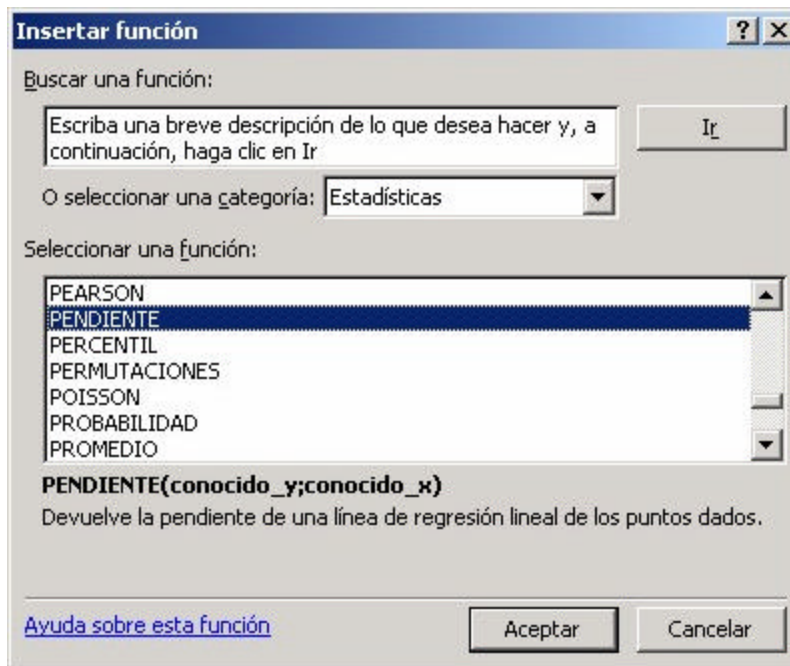 Insertar función
Buscar una función:
Escriba una breve descripción de lo que desea hacer y, a
continuación, haga clic en Ir
Ir
O seleccionar una categoría: Estadísticas
Seleccionar una función:
PEARSON
PENDIENTE
PERCENTIL
PERMUTACIONES
POISSON
PROBABILIDAD
PROMEDIO
PENDIENTE(conocido_y;conocido_x)
Devuelve la pendiente de una línea de regresión lineal de los puntos dados.
Ayuda sobre esta función
Aceptar
Cancelar